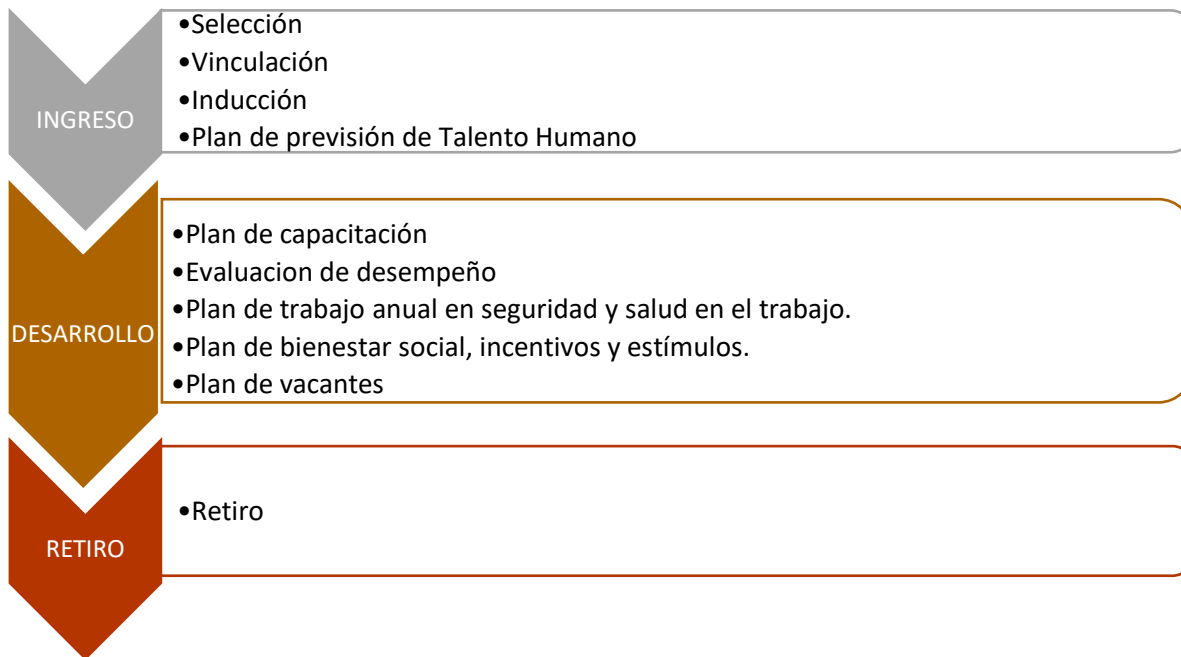 INGRESO
•Selección
•Vinculación
•Inducción
•Plan de previsión de Talento Humano
DESARROLLO
•Plan de capacitación
•Evaluacion de desempeño
•Plan de trabajo anual en seguridad y salud en el trabajo.
•Plan de bienestar social, incentivos y estímulos.
•Plan de vacantes
RETIRO
•Retiro